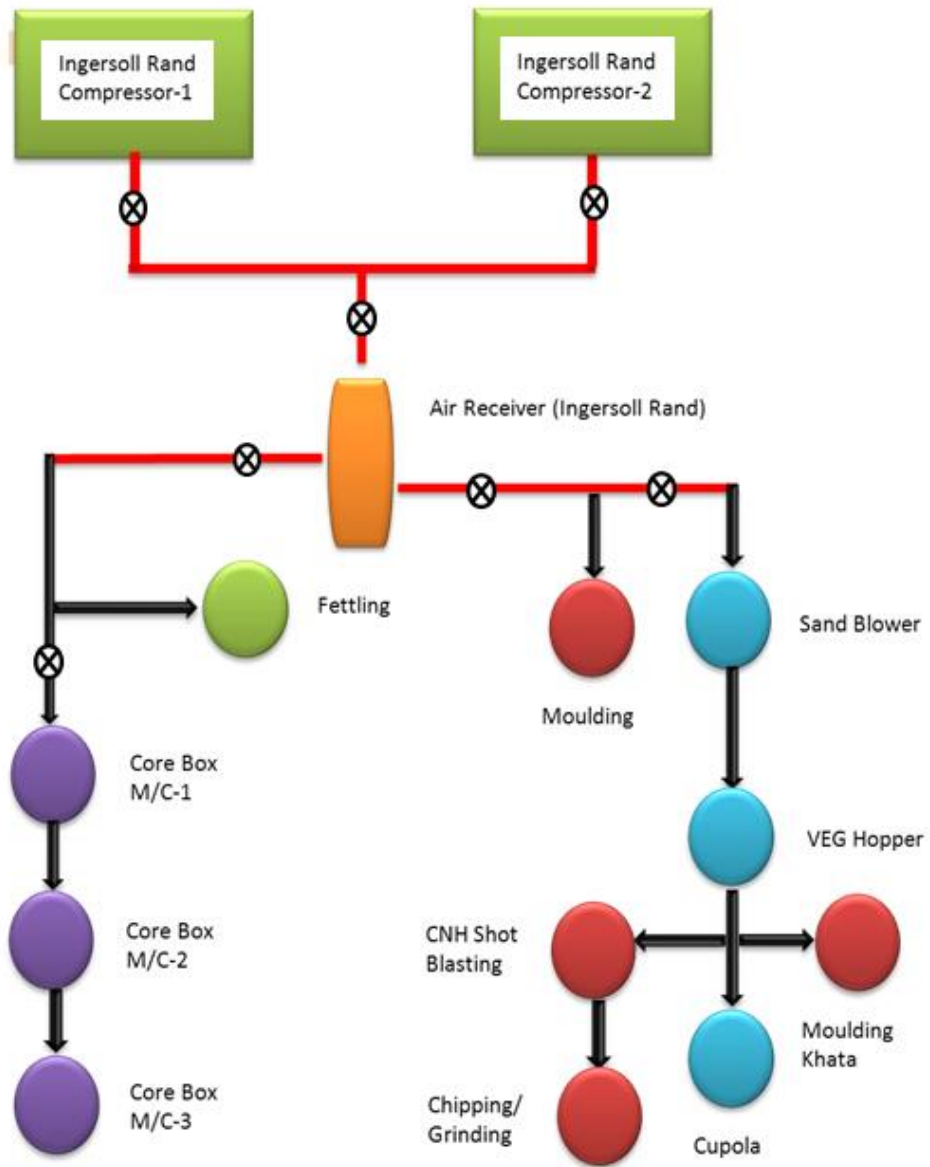 Ingersoll Rand
Compressor-1
Ingersoll Rand
Compressor-2
Air Receiver (Ingersoll Rand)
Fettling
Sand Blower
Moulding
Core Box
M/C-1
VEG Hopper
Core Box
M/C-2
CNH Shot
Blasting
Moulding
Khata
Core Box
M/C-3
Chipping/
Grinding
Cupola